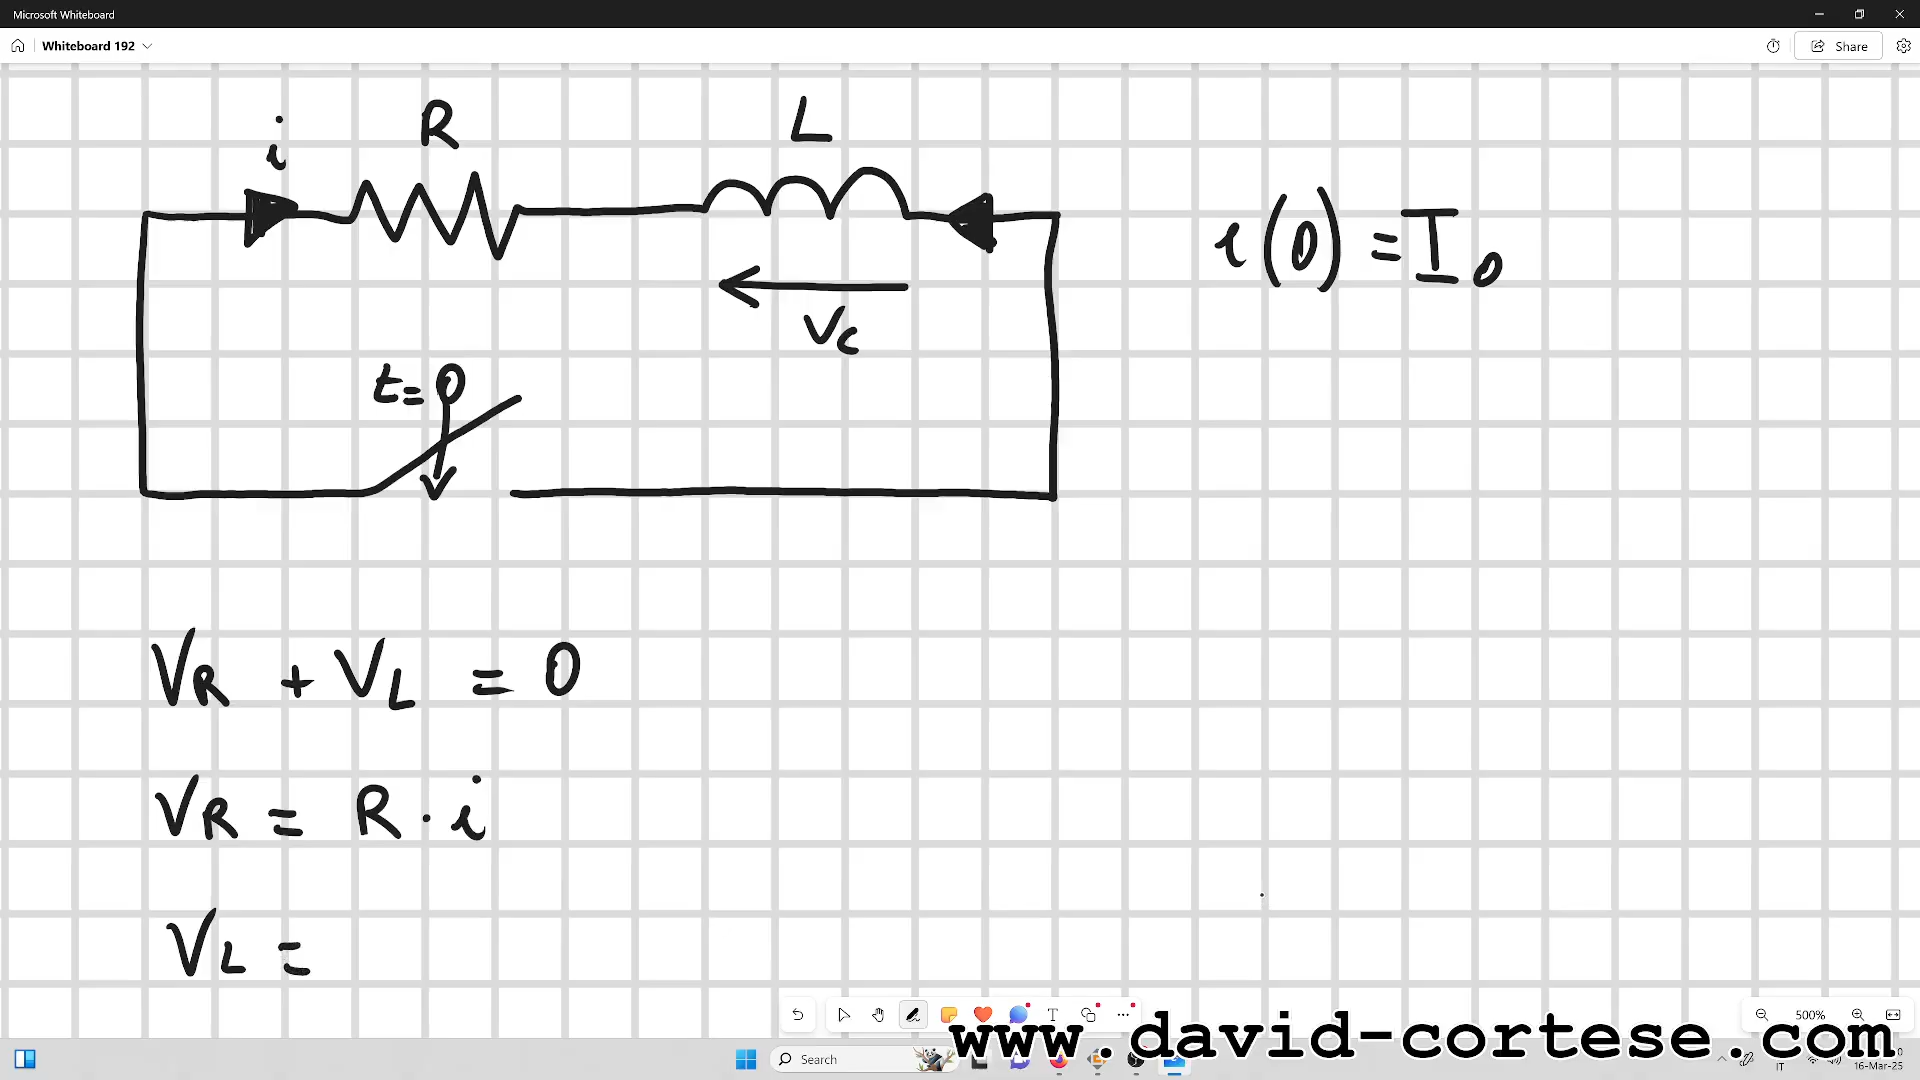 Microsoft Whiteboard
Whiteboard 192
Share
i
R
L
i(0) = I0
VC
t=0
VR + VL = 0
VR = R · i
VL =
500%
Search
www.david-cortese.com
IT
16-Mar-25